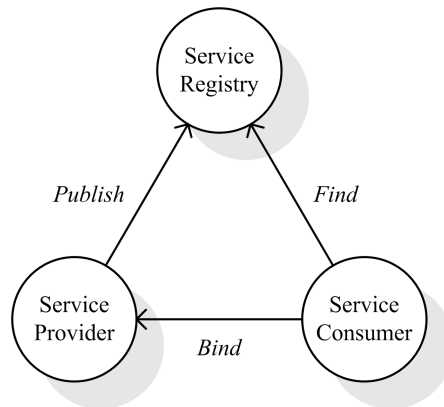 Service
Registry
Publish
Find
Service
Provider
Service
Consumer
Bind